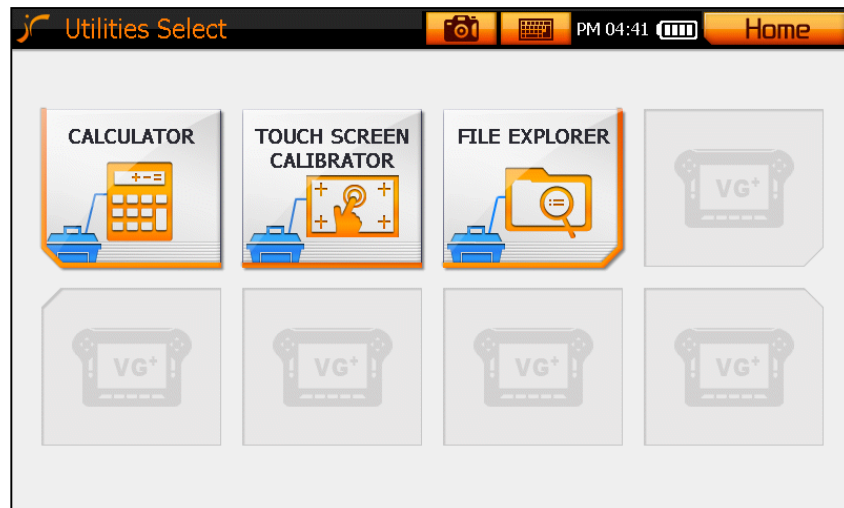 Utilities Select
PM 04:41
Home
CALCULATOR
TOUCH SCREEN
CALIBRATOR
FILE EXPLORER
VG+
VG+
VG+
VG+
VG+